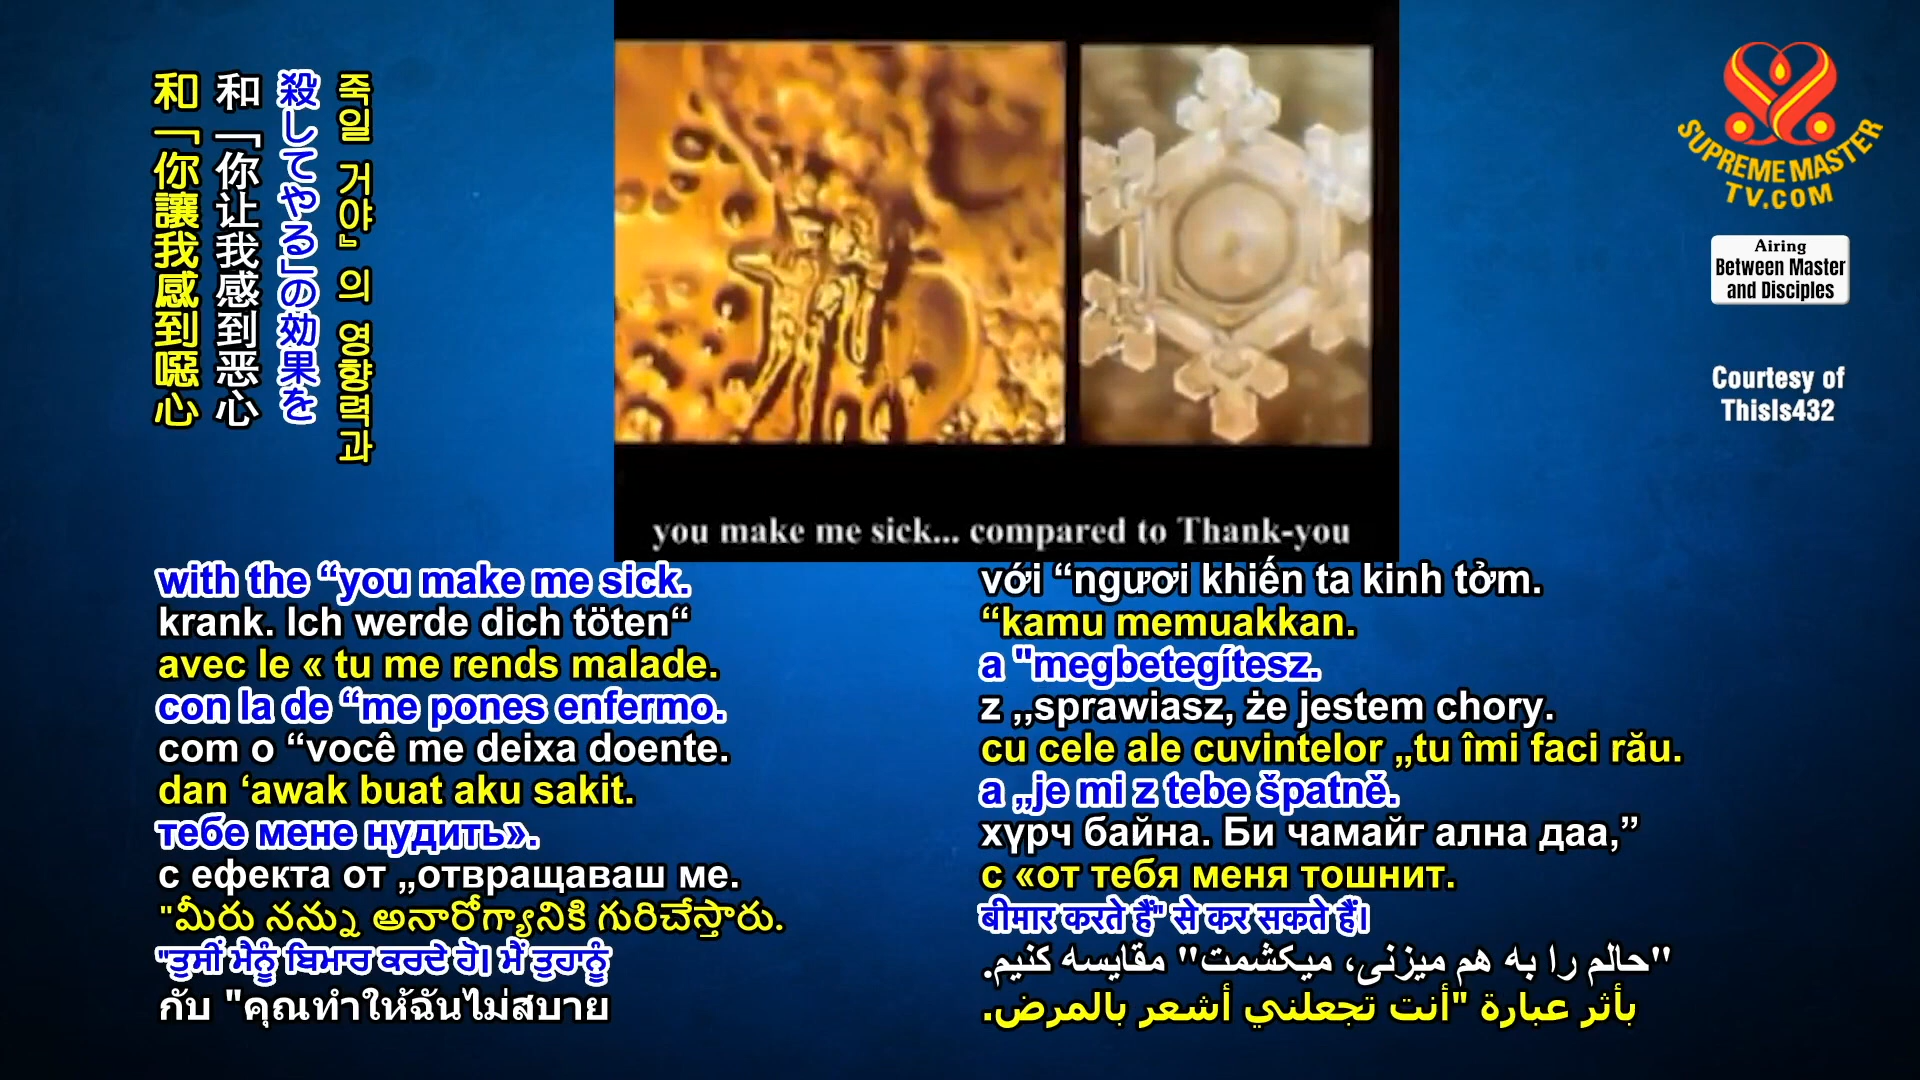 죽일 거야』의 영향력과
殺してやる」の効果を
和「你让我感到恶心
和「你讓我感到噁心
you make me sick... compared to Thank-you
SUPREME MASTER
TV.COM
Airing
Between Master
and Disciples
Courtesy of
ThisIs432
with the “you make me sick.
krank. Ich werde dich töten“
avec le « tu me rends malade.
con la de “me pones enfermo.
com o “você me deixa doente.
dan ‘awak buat aku sakit.
тебе мене нудить».
с ефекта от „отвращаваш ме.
"మీరు నన్ను అనారోగ్యానికి గురిచేస్తారు.
"ਤੁਸੀਂ ਮੈਨੂੰ ਬਿਮਾਰ ਕਰਦੇ ਹੋ। ਮੈਂ ਤੁਹਾਨੂੰ
กับ "คุณทำให้ฉันไม่สบาย
với “ngươi khiến ta kinh tởm.
“kamu memuakkan.
a "megbetegítesz.
z ,,sprawiasz, że jestem chory.
cu cele ale cuvintelor „tu îmi faci rău.
a „je mi z tebe špatně.
хүрч байна. Би чамайг ална даа,”
с «от тебя меня тошнит.
बीमार करते हैं" से कर सकते हैं।
"حالم را به هم میزنی، میکشمت" مقایسه کنیم.
بأثر عبارة "أنت تجعلني أشعر بالمرض.